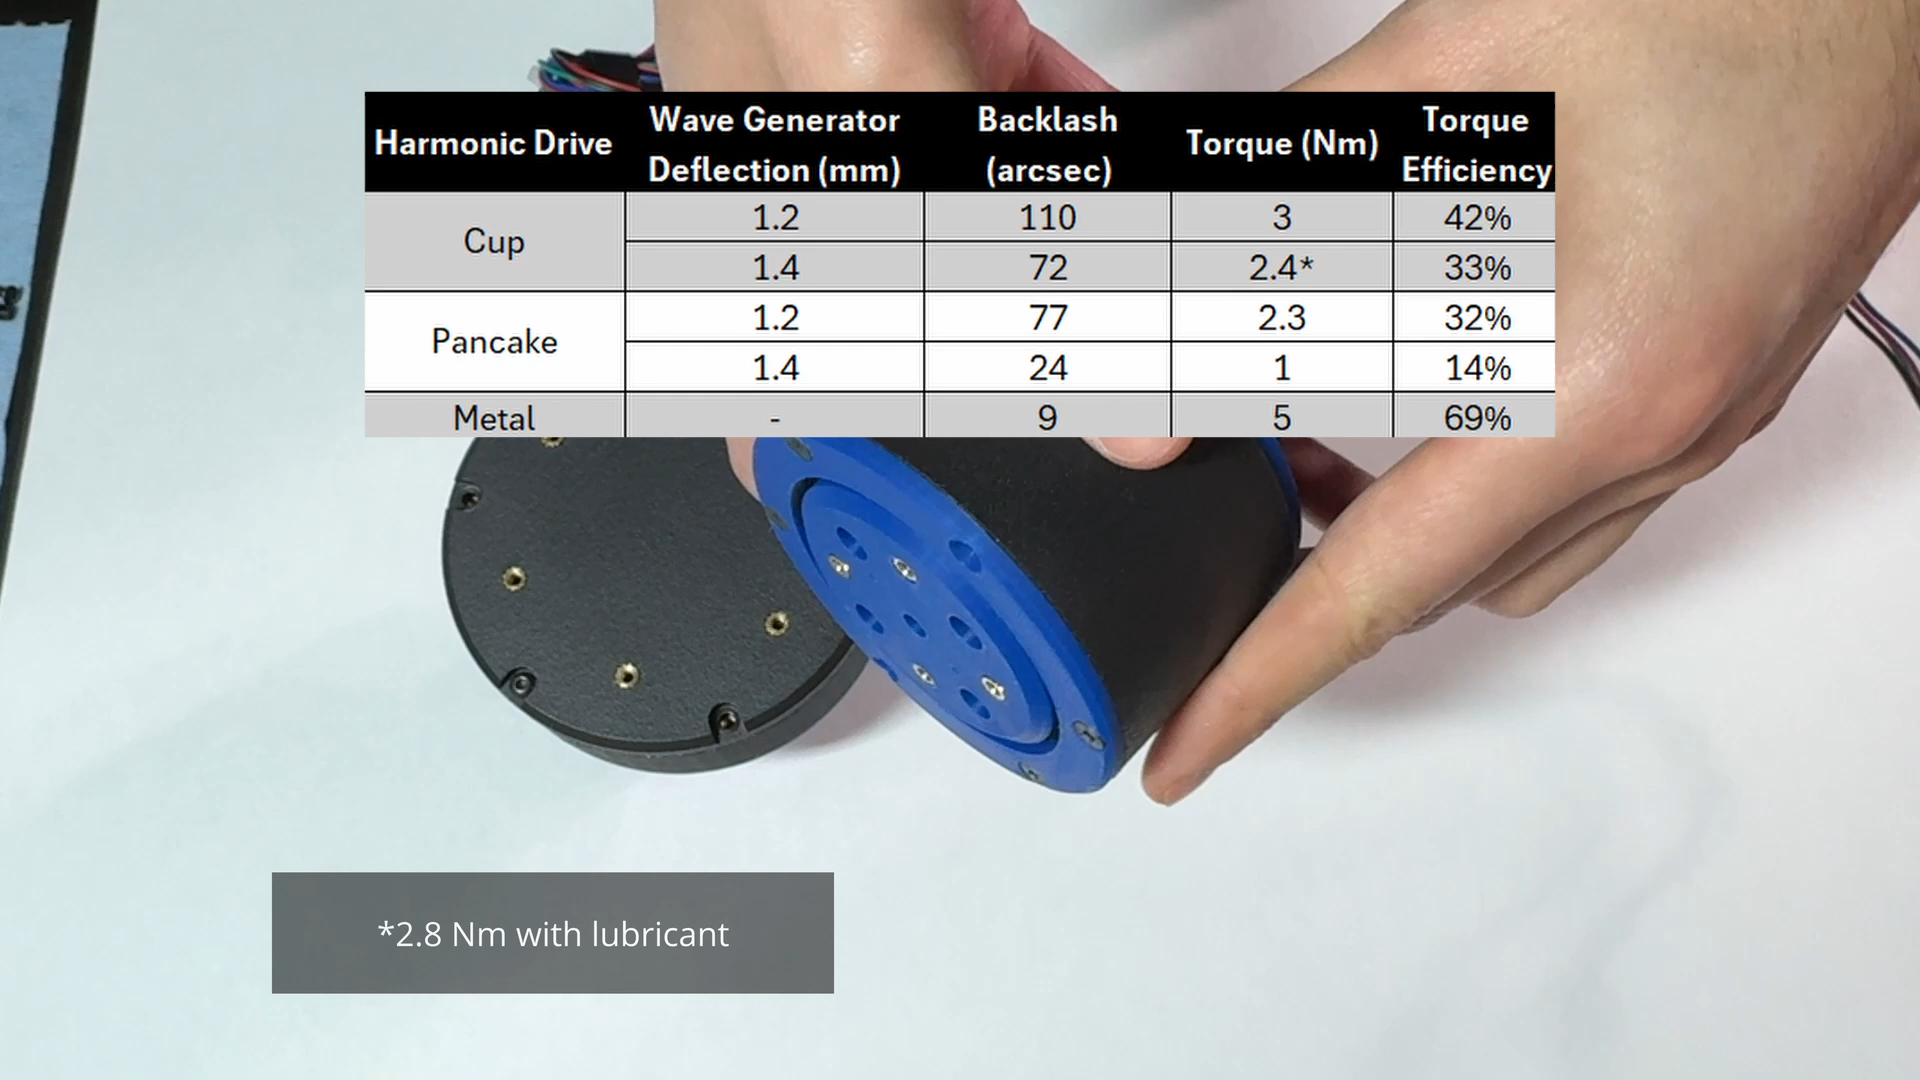 Harmonic Drive Wave Generator Deflection (mm) Backlash (arcsec) Torque (Nm) Torque Efficiency
Cup 1.2 110 3 42%
1.4 72 2.4* 33%
Pancake 1.2 77 2.3 32%
1.4 24 1 14%
Metal - 9 5 69%
*2.8 Nm with lubricant